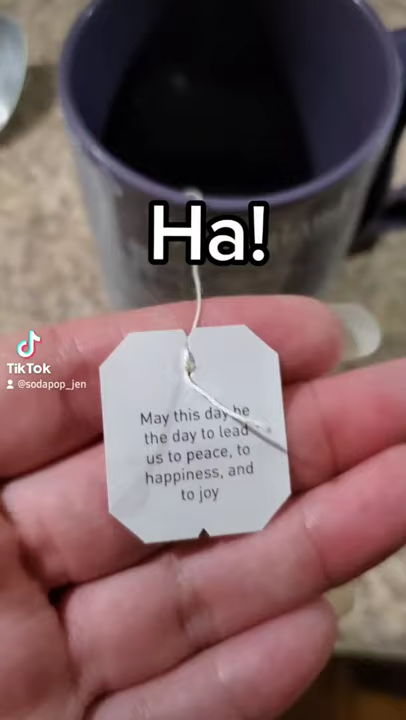 Ha!
TikTok
@sodapop_jen
May this day be
the day to lead
us to peace, to
happiness, and
to joy